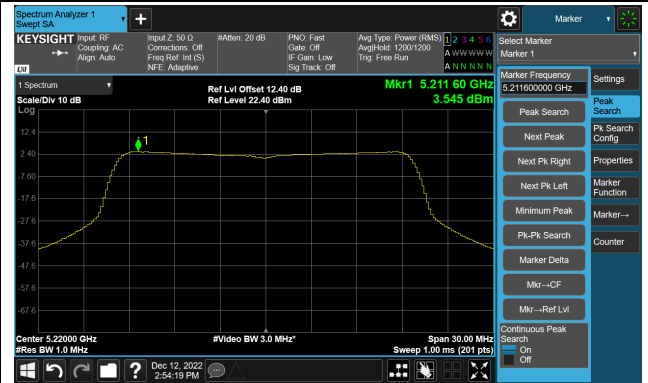 Spectrum Analyzer 1
Swept SA
KEYSIGHT
Input: RF
Coupling: AC
Align: Auto
Input Z: 50 Ω
Corrections: Off
Freq Ref: Int (S)
NFE: Adaptive
#Atten: 20 dB
PNO: Fast
Gate: Off
IF Gain: Low
Sig Track: Off
Avg Type: Power (RMS)
Avg|Hold: 1200/1200
Trig: Free Run
1 2 3 4 5 6
A W W W W W
A N N N N N
LXI
1 Spectrum
Scale/Div 10 dB
Log
Ref Lvl Offset 12.40 dB
Ref Level 22.40 dBm
Mkr1 5.211 60 GHz
3.545 dBm
1
12.4
2.40
-7.60
-17.6
-27.6
-37.6
-47.6
-57.6
-67.6
Center 5.22000 GHz
#Res BW 1.0 MHz
#Video BW 3.0 MHz*
Span 30.00 MHz
Sweep 1.00 ms (201 pts)
?
Dec 12, 2022
2:54:19 PM
Marker
Select Marker
Marker 1
Marker Frequency
5.211600000 GHz
Peak Search
Next Peak
Next Pk Right
Next Pk Left
Minimum Peak
Pk-Pk Search
Marker Delta
Mkr→CF
Mkr→Ref Lvl
Continuous Peak
Search
On
Off
Settings
Peak
Search
Pk Search
Config
Properties
Marker
Function
Marker→
Counter